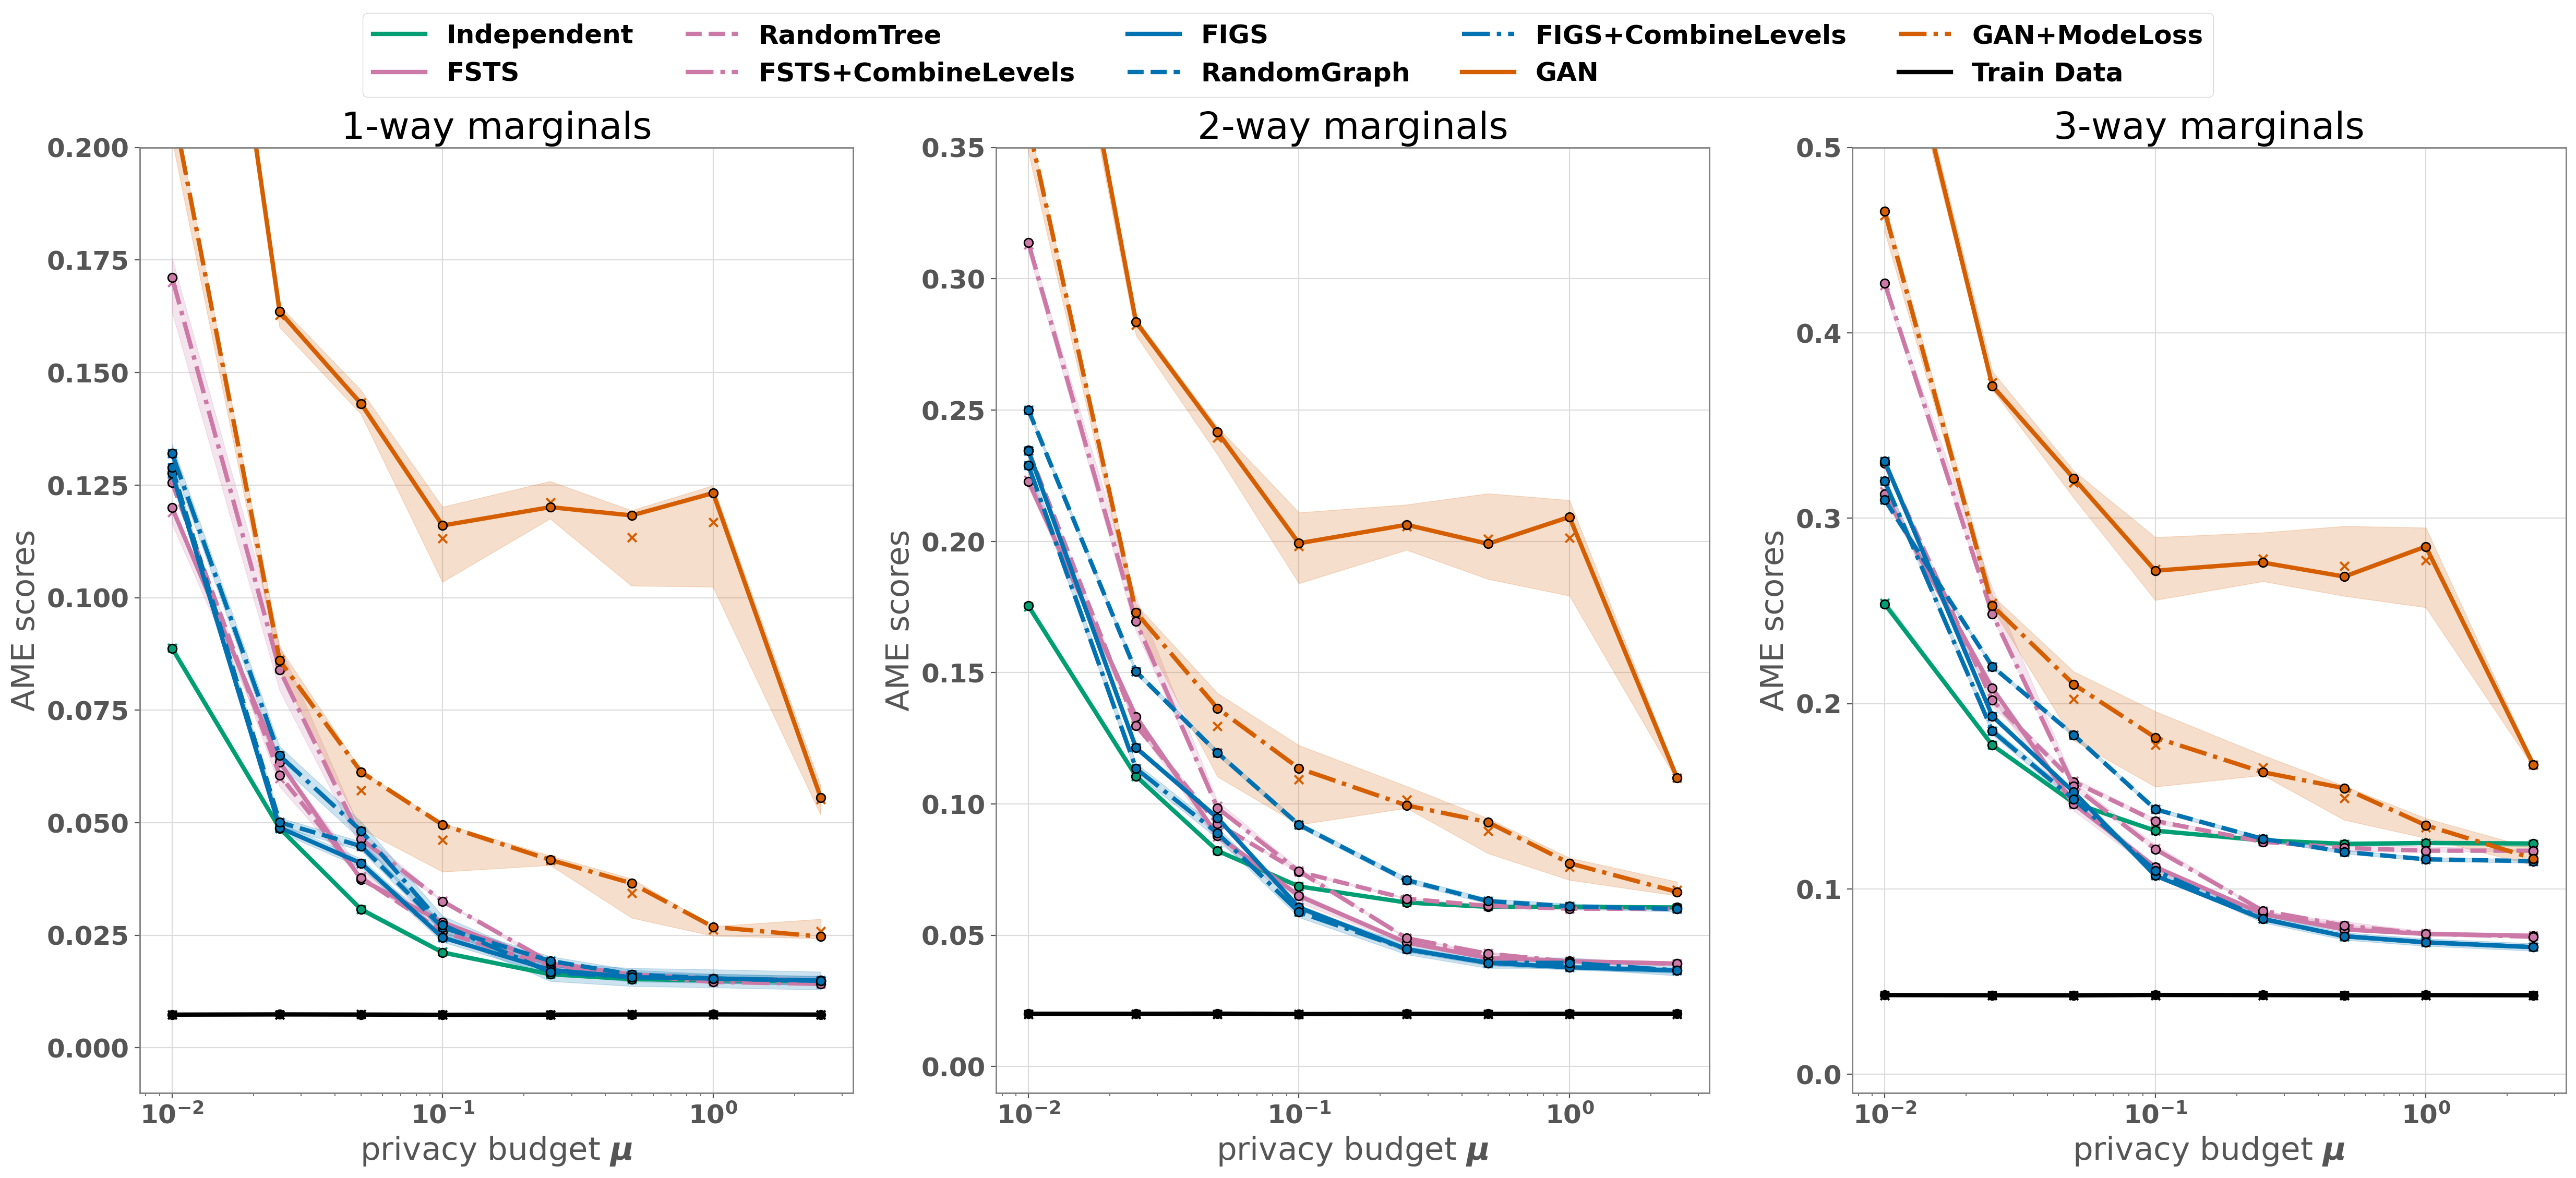 Independent RandomTree FIGS FIGS+CombineLevels GAN+ModeLoss
FSTS FSTS+CombineLevels RandomGraph GAN Train Data
1-way marginals
0.200
0.175
0.150
0.125
0.100
0.075
0.050
0.025
0.000
AME scores
10⁻² 10⁻¹ 10⁰
privacy budget μ
2-way marginals
0.35
0.30
0.25
0.20
0.15
0.10
0.05
0.00
AME scores
10⁻² 10⁻¹ 10⁰
privacy budget μ
3-way marginals
0.5
0.4
0.3
0.2
0.1
0.0
AME scores
10⁻² 10⁻¹ 10⁰
privacy budget μ